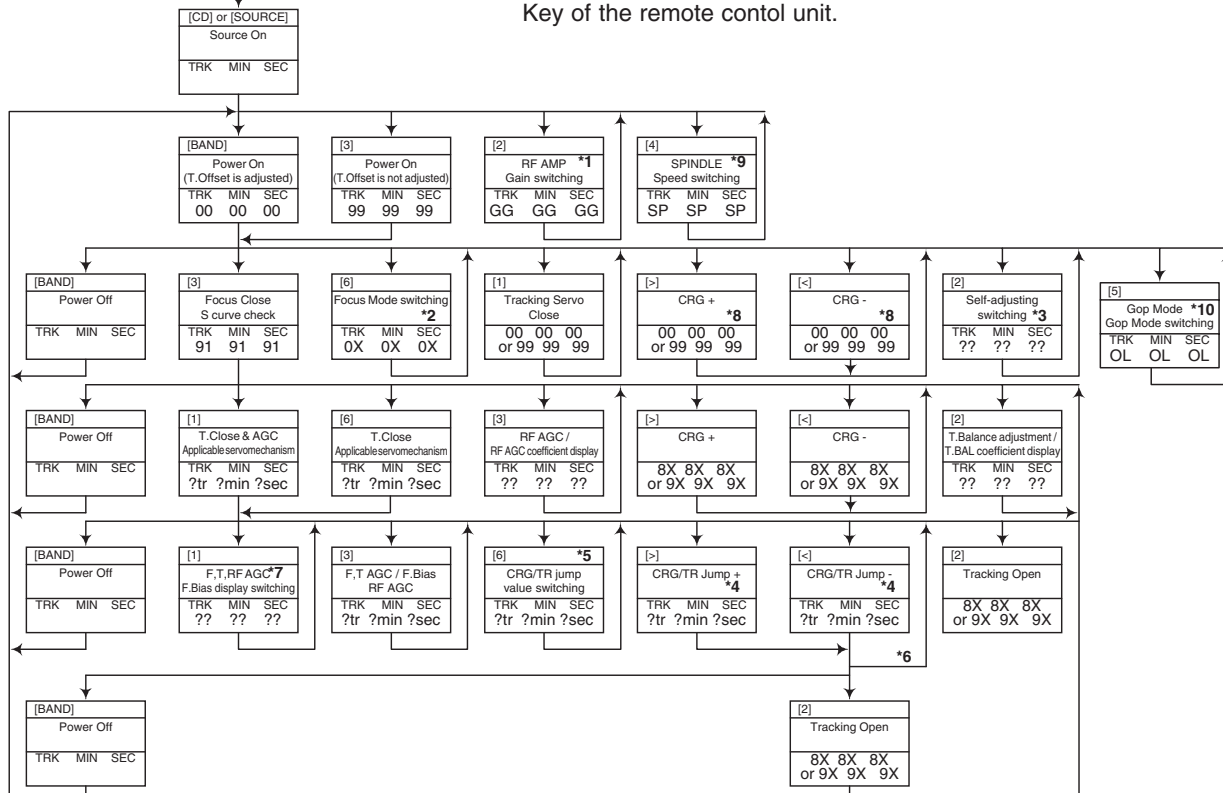 Key of the remote contol unit.
[CD] or [SOURCE]
Source On
TRK MIN SEC
[BAND]
Power On
(T.Offset is adjusted)
TRK MIN SEC
00 00 00
[3]
Power On
(T.Offset is not adjusted)
TRK MIN SEC
99 99 99
[2]
RF AMP *1
Gain switching
TRK MIN SEC
GG GG GG
[4]
SPINDLE *9
Speed switching
TRK MIN SEC
SP SP SP
[BAND]
Power Off
TRK MIN SEC
[3]
Focus Close
S curve check
TRK MIN SEC
91 91 91
[6]
Focus Mode switching
*2
TRK MIN SEC
0X 0X 0X
[1]
Tracking Servo
Close
00 00 00
or 99 99 99
[>]
CRG +
*8
00 00 00
or 99 99 99
[<]
CRG -
*8
00 00 00
or 99 99 99
[2]
Self-adjusting
switching *3
TRK MIN SEC
?? ?? ??
[5]
Gop Mode *10
Gop Mode switching
TRK MIN SEC
OL OL OL
[BAND]
Power Off
TRK MIN SEC
[1]
T.Close & AGC
Applicable servomechanism
TRK MIN SEC
?tr ?min ?sec
[6]
T.Close
Applicable servomechanism
TRK MIN SEC
?tr ?min ?sec
[3]
RF AGC /
RF AGC coefficient display
TRK MIN SEC
?? ?? ??
[>]
CRG +
8X 8X 8X
or 9X 9X 9X
[<]
CRG -
8X 8X 8X
or 9X 9X 9X
[2]
T.Balance adjustment /
T.BAL coefficient display
TRK MIN SEC
?? ?? ??
[BAND]
Power Off
TRK MIN SEC
[1]
F,T,RF AGC *7
F.Bias display switching
TRK MIN SEC
?? ?? ??
[3]
F,T AGC / F.Bias
RF AGC
TRK MIN SEC
?tr ?min ?sec
[6] *5
CRG/TR jump
value switching
TRK MIN SEC
?tr ?min ?sec
[>]
CRG/TR Jump +
*4
TRK MIN SEC
?tr ?min ?sec
[<]
CRG/TR Jump -
*4
TRK MIN SEC
?tr ?min ?sec
[2]
Tracking Open
8X 8X 8X
or 9X 9X 9X
*6
[BAND]
Power Off
TRK MIN SEC
[2]
Tracking Open
8X 8X 8X
or 9X 9X 9X